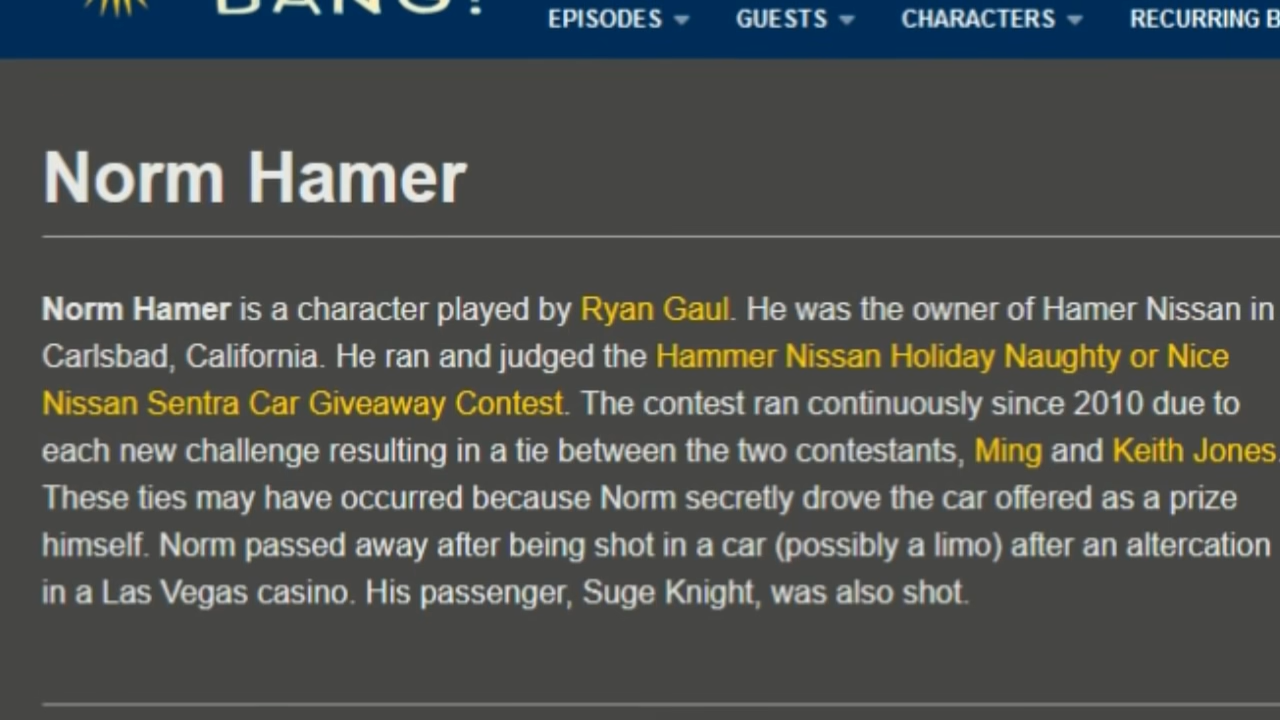 BANG!
EPISODES GUESTS CHARACTERS RECURRING B
Norm Hamer
Norm Hamer is a character played by Ryan Gaul. He was the owner of Hamer Nissan in
Carlsbad, California. He ran and judged the Hammer Nissan Holiday Naughty or Nice
Nissan Sentra Car Giveaway Contest. The contest ran continuously since 2010 due to
each new challenge resulting in a tie between the two contestants, Ming and Keith Jones.
These ties may have occurred because Norm secretly drove the car offered as a prize
himself. Norm passed away after being shot in a car (possibly a limo) after an altercation
in a Las Vegas casino. His passenger, Suge Knight, was also shot.